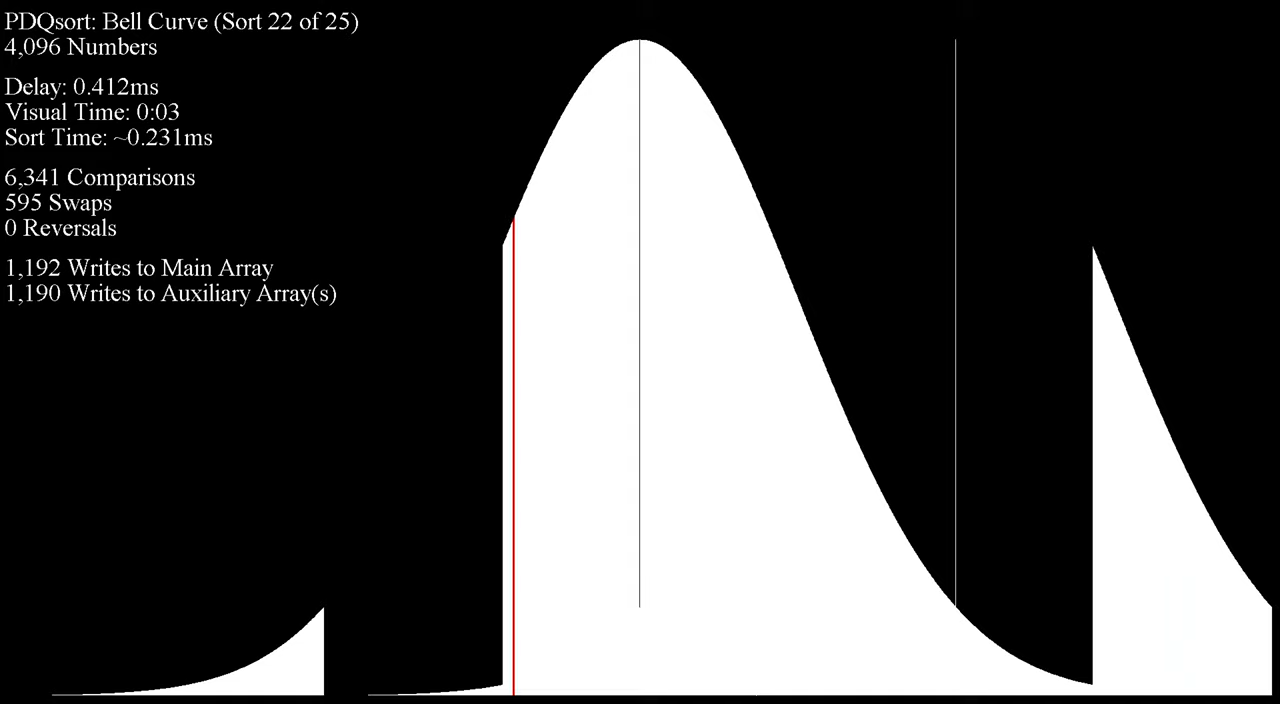 PDQsort: Bell Curve (Sort 22 of 25)
4,096 Numbers
Delay: 0.412ms
Visual Time: 0:03
Sort Time: ~0.231ms
6,341 Comparisons
595 Swaps
0 Reversals
1,192 Writes to Main Array
1,190 Writes to Auxiliary Array(s)